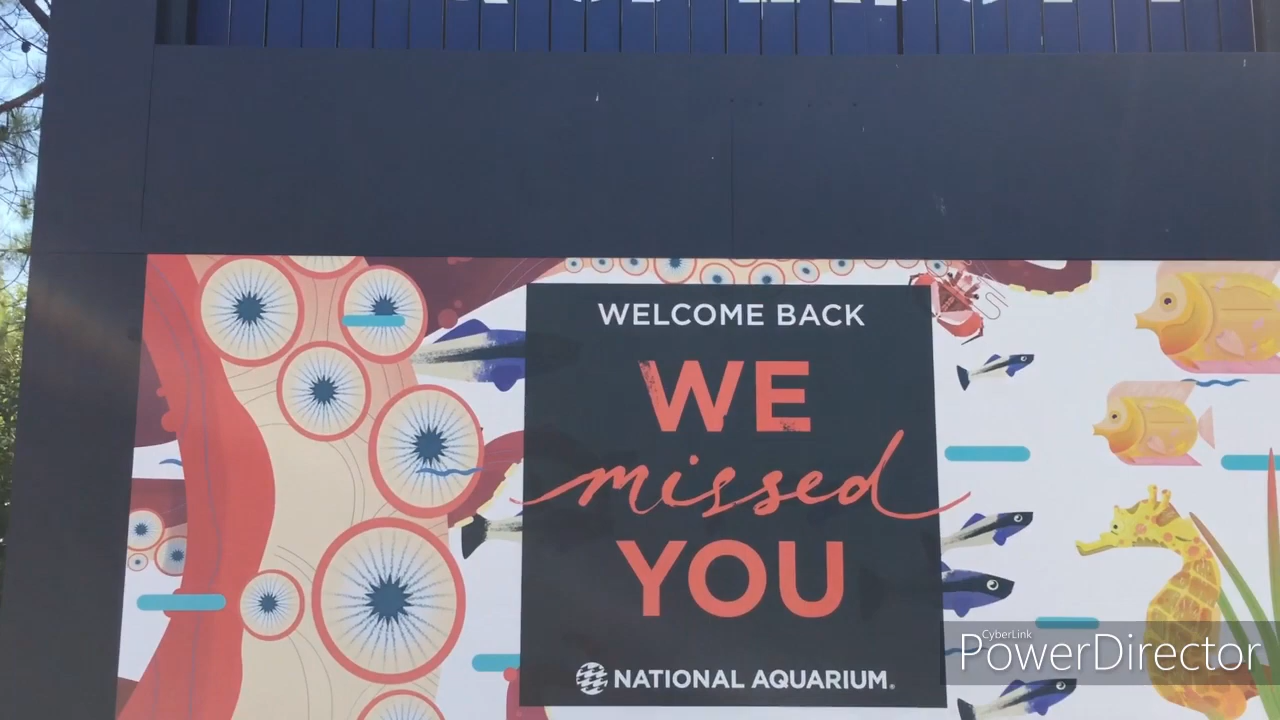 WELCOME BACK
WE
missed
YOU
NATIONAL AQUARIUM®
CyberLink
PowerDirector